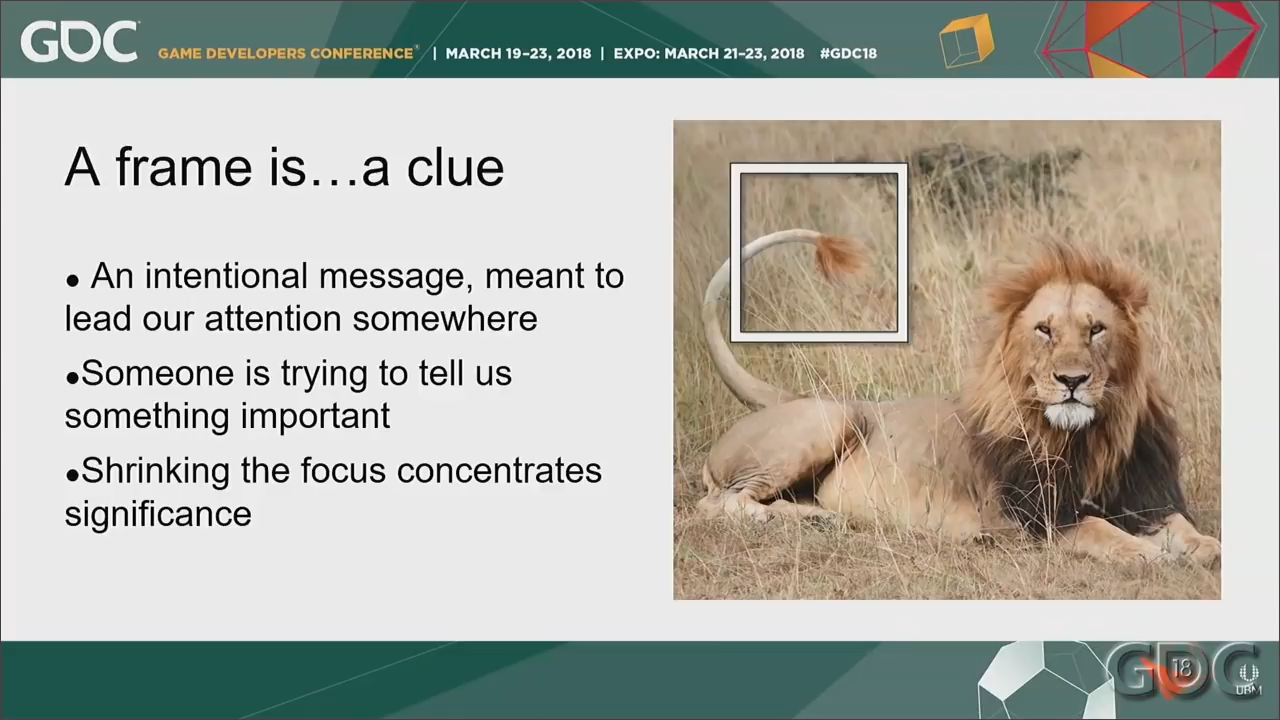 GDC GAME DEVELOPERS CONFERENCE® | MARCH 19–23, 2018 | EXPO: MARCH 21–23, 2018 #GDC18
A frame is…a clue
● An intentional message, meant to
lead our attention somewhere
●Someone is trying to tell us
something important
●Shrinking the focus concentrates
significance
GDC 18
UBM